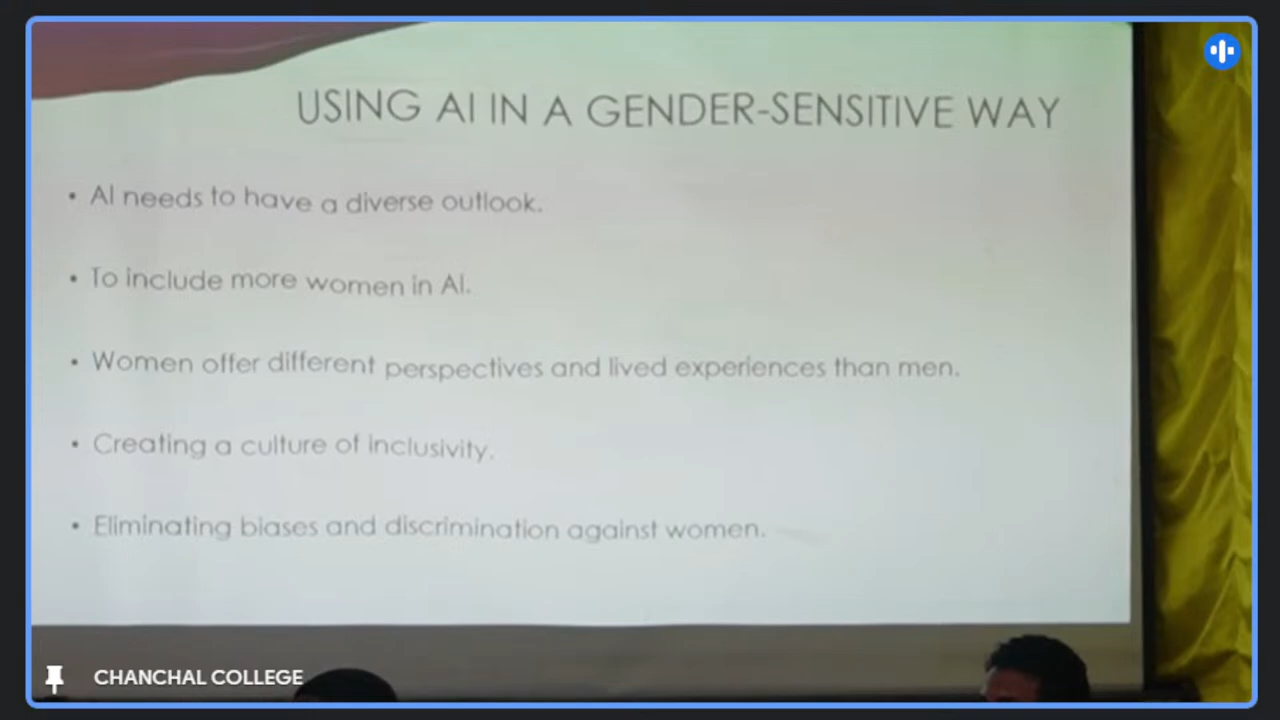 USING AI IN A GENDER-SENSITIVE WAY
• AI needs to have a diverse outlook.
• To include more women in AI.
• Women offer different perspectives and lived experiences than men.
• Creating a culture of inclusivity.
• Eliminating biases and discrimination against women.
CHANCHAL COLLEGE